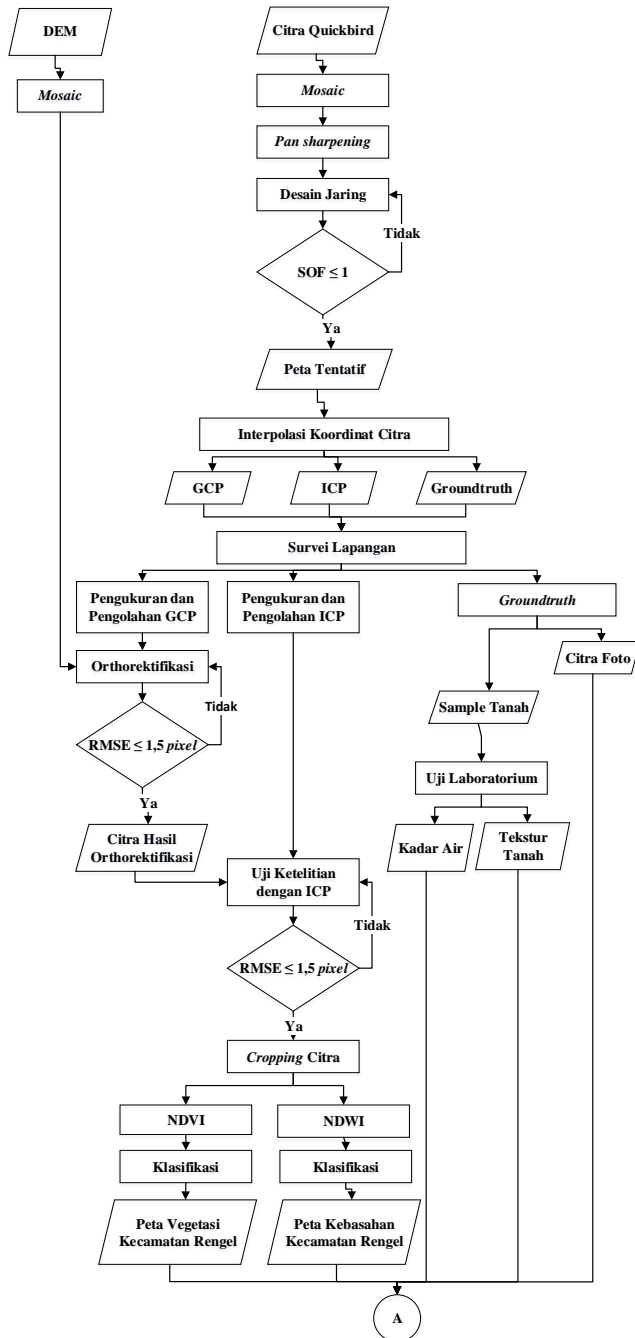 DEM
Citra Quickbird
Mosaic
Mosaic
Pan sharpening
Desain Jaring
Tidak
SOF ≤ 1
Ya
Peta Tentatif
Interpolasi Koordinat Citra
GCP
ICP
Groundtruth
Survei Lapangan
Pengukuran dan
Pengolahan GCP
Pengukuran dan
Pengolahan ICP
Groundtruth
Orthorektifikasi
Citra Foto
Tidak
Sample Tanah
RMSE ≤ 1,5 pixel
Uji Laboratorium
Ya
Citra Hasil
Orthorektifikasi
Kadar Air
Tekstur
Tanah
Uji Ketelitian
dengan ICP
Tidak
RMSE ≤ 1,5 pixel
Ya
Cropping Citra
NDVI
NDWI
Klasifikasi
Klasifikasi
Peta Vegetasi
Kecamatan Rengel
Peta Kebasahan
Kecamatan Rengel
A